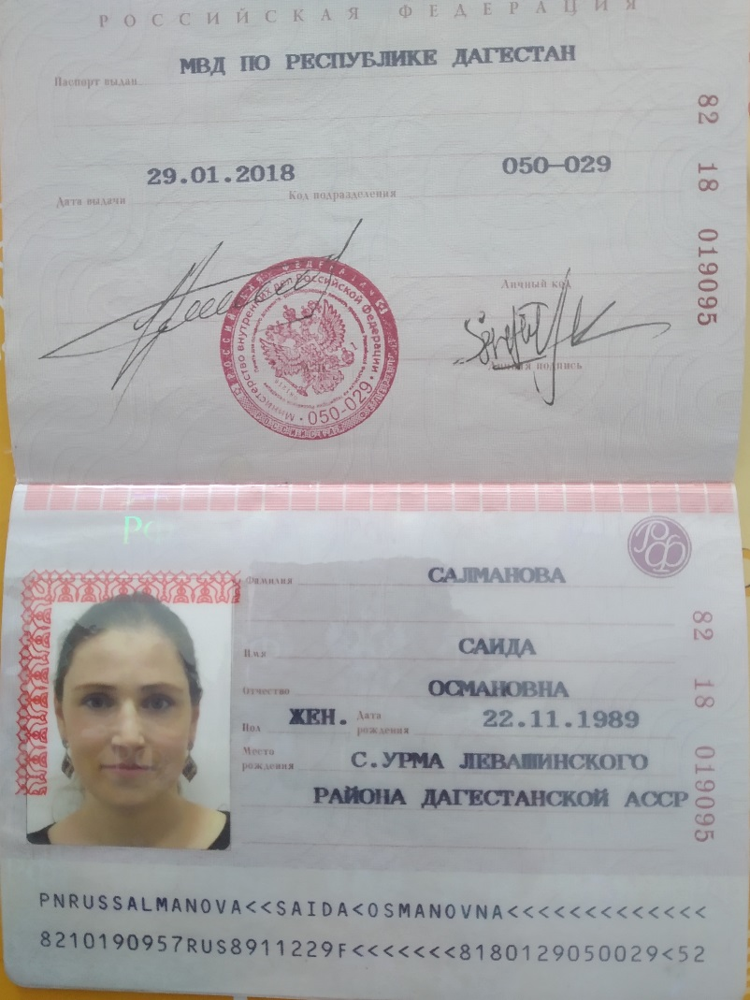 РОССИЙСКАЯ ФЕДЕРАЦИЯ
Паспорт выдан МВД ПО РЕСПУБЛИКЕ ДАГЕСТАН
Дата выдачи 29.01.2018 Код подразделения 050-029
Личный код
подпись
Министерство внутренних дел Российской Федерации
050-029
82 18 019095
РФ
Фамилия САЛМАНОВА
Имя САИДА
Отчество ОСМАНОВНА
Пол ЖЕН. Дата рождения 22.11.1989
Место рождения С.УРМА ЛЕВАШИНСКОГО
РАЙОНА ДАГЕСТАНСКОЙ АССР
82 18 019095
PNRUSSALMANOVA<<SAIDA<OSMANOVNA<<<<<<<<<<<<<
8210190957RUS8911229F<<<<<<<8180129050029<52